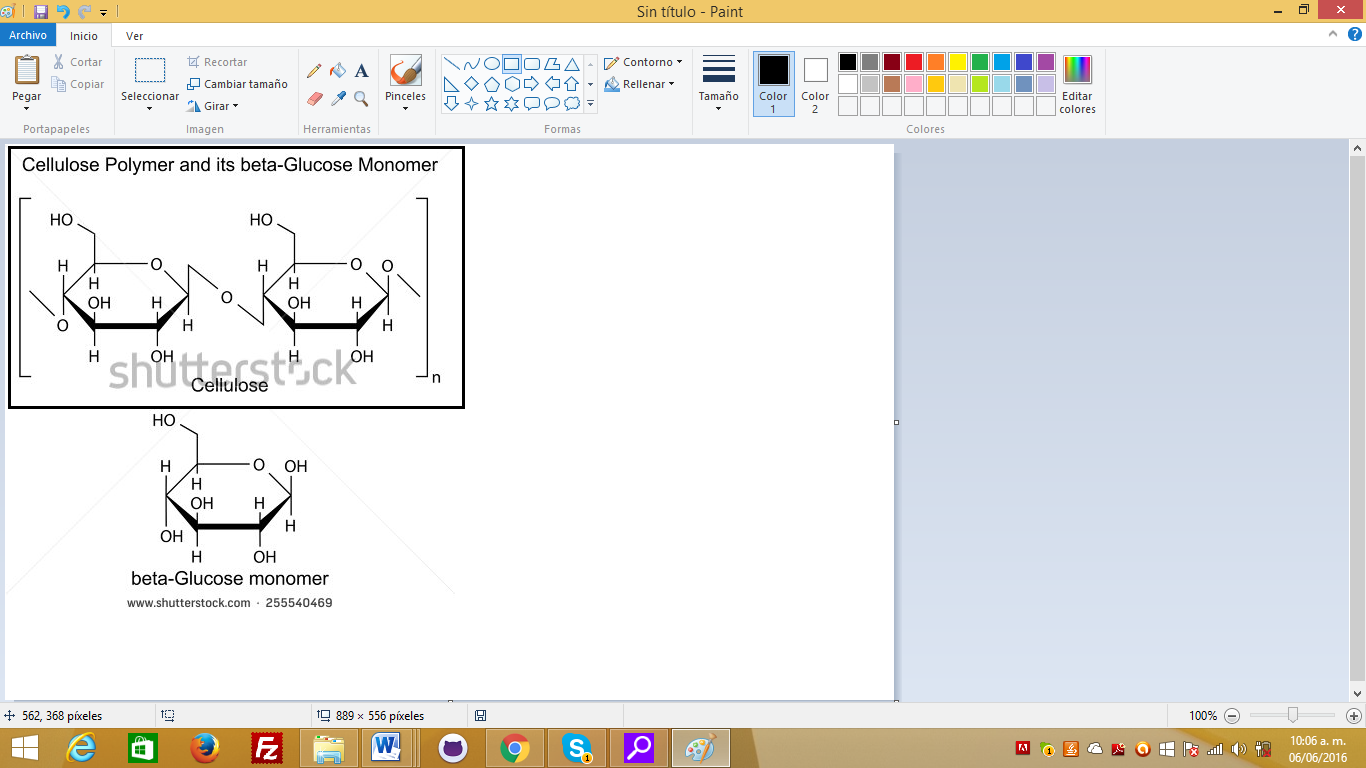 Sin título - Paint
Archivo Inicio Ver
Pegar
Cortar
Copiar
Portapapeles
Seleccionar
Recortar
Cambiar tamaño
Girar
Imagen
A
Herramientas
Pinceles
Contorno
Rellenar
Formas
Tamaño
Color 1
Color 2
Editar colores
Colores
Cellulose Polymer and its beta-Glucose Monomer
HO HO
H O H O O
H H
OH H O OH H
O H H
H OH H OH
shutterstock
Cellulose
n
HO
H O OH
H
OH H
OH H
H OH
beta-Glucose monomer
www.shutterstock.com · 255540469
562, 368 píxeles
889 × 556 píxeles
100%
10:06 a. m.
06/06/2016